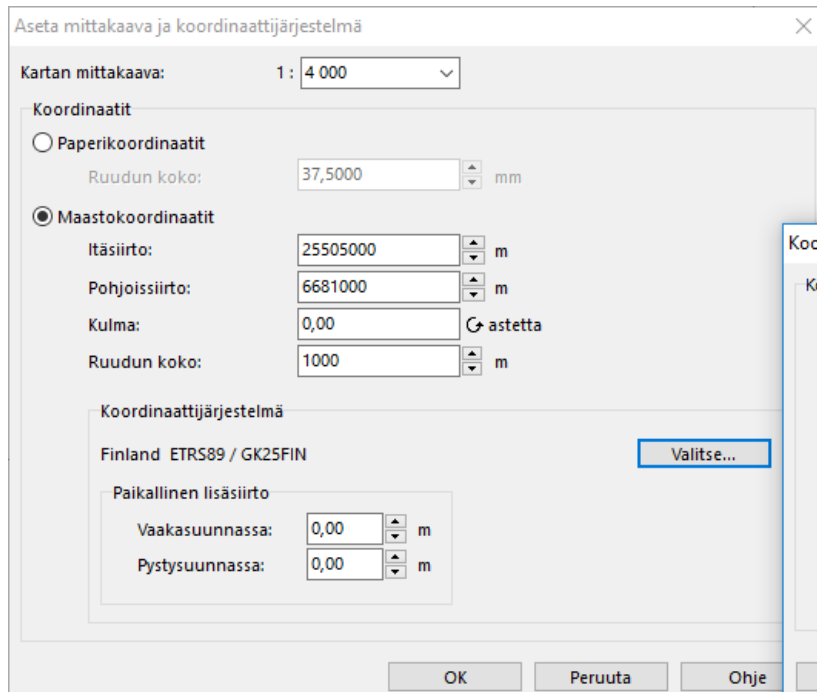 Aseta mittakaava ja koordinaattijärjestelmä
Kartan mittakaava: 1 : 4 000
Koordinaatit
Paperikoordinaatit
Ruudun koko: 37,5000 mm
Maastokoordinaatit
Itäsiirto: 25505000 m
Pohjoissiirto: 6681000 m
Kulma: 0,00 astetta
Ruudun koko: 1000 m
Koordinaattijärjestelmä
Finland ETRS89 / GK25FIN Valitse...
Paikallinen lisäsiirto
Vaakasuunnassa: 0,00 m
Pystysuunnassa: 0,00 m
OK Peruuta Ohje